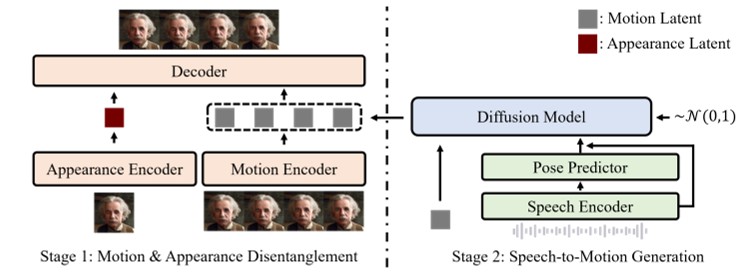 : Motion Latent
: Appearance Latent
Decoder
Appearance Encoder
Motion Encoder
Stage 1: Motion & Appearance Disentanglement
Diffusion Model
~𝒩(0,1)
Pose Predictor
Speech Encoder
Stage 2: Speech-to-Motion Generation